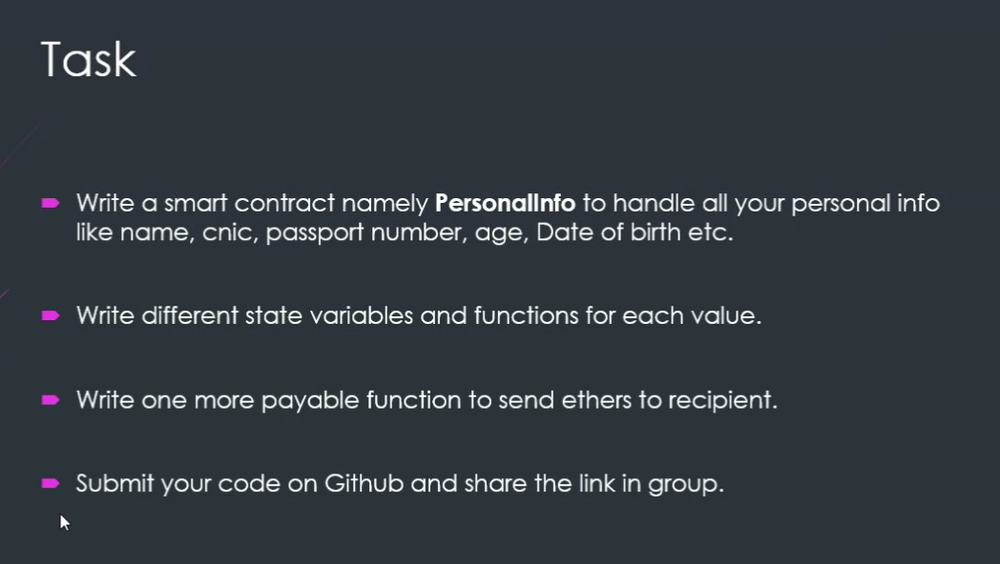 Task
Write a smart contract namely PersonalInfo to handle all your personal info
like name, cnic, passport number, age, Date of birth etc.
Write different state variables and functions for each value.
Write one more payable function to send ethers to recipient.
Submit your code on Github and share the link in group.